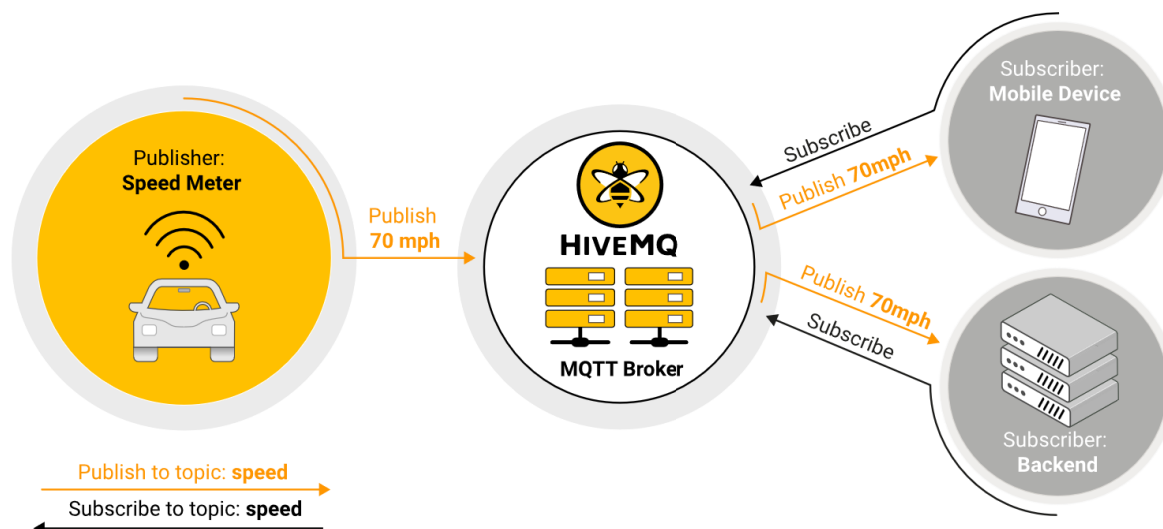 Publisher:
Speed Meter
Publish
70 mph
HIVEMQ
MQTT Broker
Subscribe
Publish 70mph
Subscriber:
Mobile Device
Publish 70mph
Subscribe
Subscriber:
Backend
Publish to topic: speed
Subscribe to topic: speed